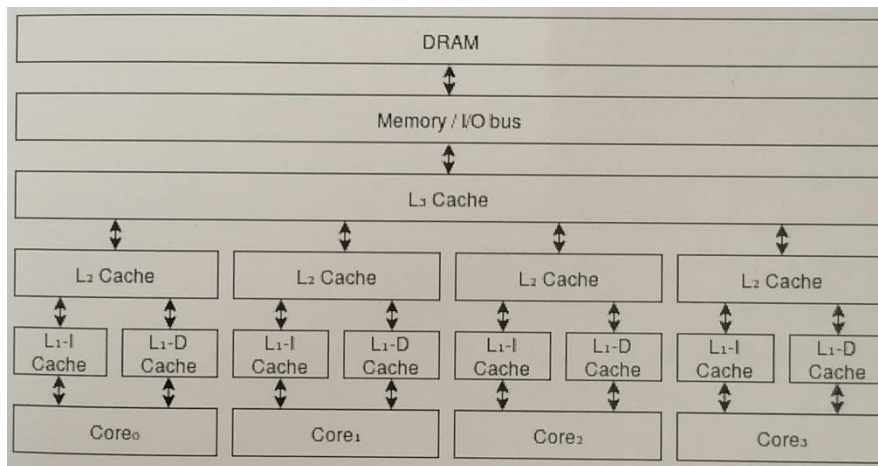 DRAM
Memory / I/O bus
L₃ Cache
L₂ Cache
L₂ Cache
L₂ Cache
L₂ Cache
L₁-I
Cache
L₁-D
Cache
L₁-I
Cache
L₁-D
Cache
L₁-I
Cache
L₁-D
Cache
L₁-I
Cache
L₁-D
Cache
Core₀
Core₁
Core₂
Core₃